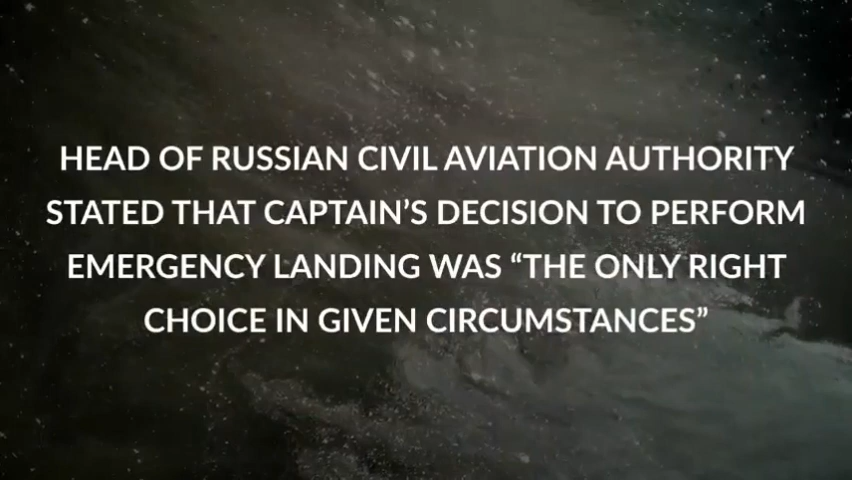 HEAD OF RUSSIAN CIVIL AVIATION AUTHORITY
STATED THAT CAPTAIN’S DECISION TO PERFORM
EMERGENCY LANDING WAS “THE ONLY RIGHT
CHOICE IN GIVEN CIRCUMSTANCES”